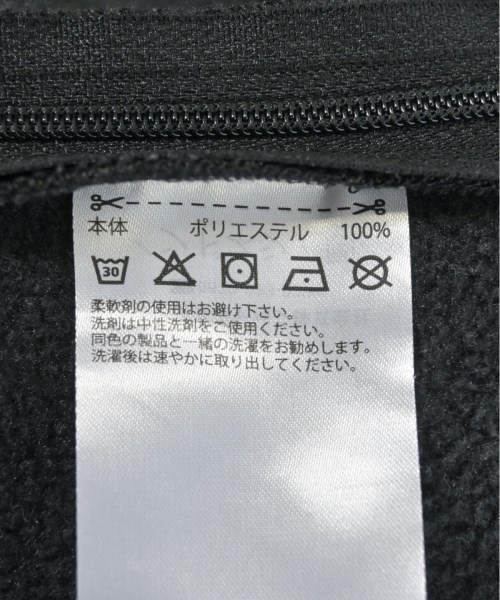 本体 ポリエステル 100%
30
柔軟剤の使用はお避け下さい。
洗剤は中性洗剤をご使用ください。
同色の製品と一緒の洗濯をお勧めします。
洗濯後は速やかに取り出してください。